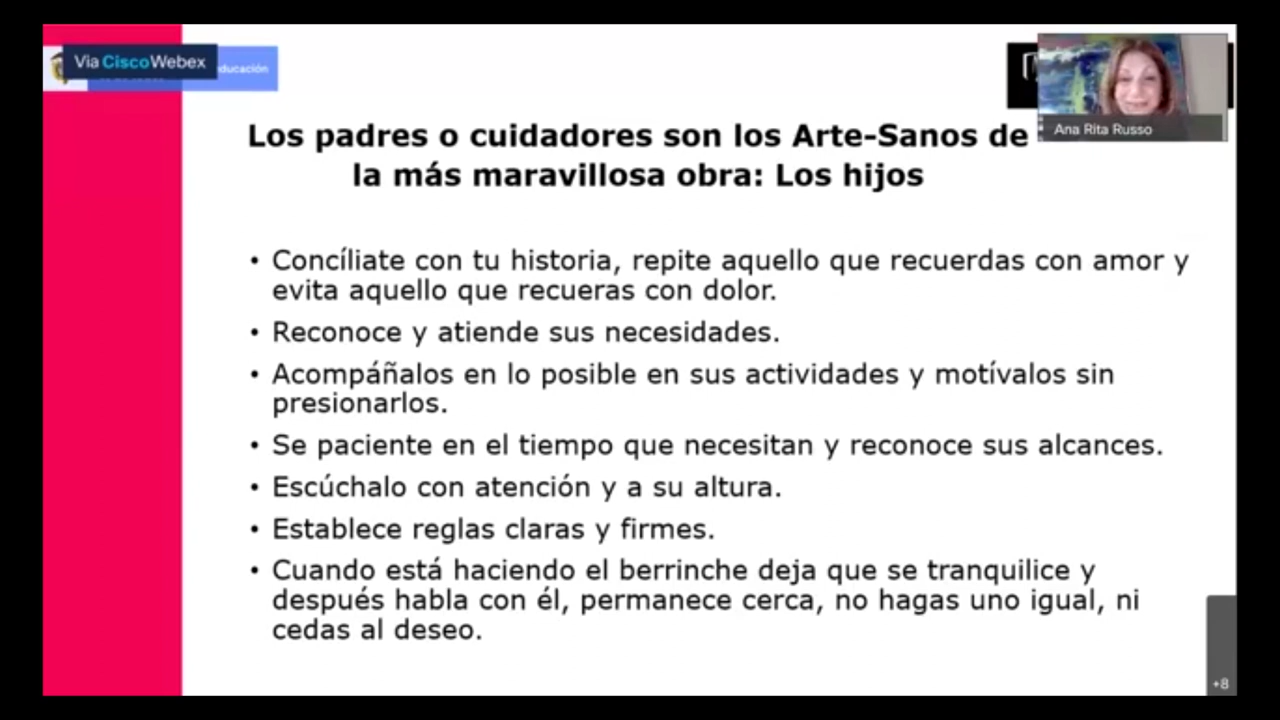 Via CiscoWebex
ducación
Ana Rita Russo
Los padres o cuidadores son los Arte-Sanos de
la más maravillosa obra: Los hijos
• Concíliate con tu historia, repite aquello que recuerdas con amor y
evita aquello que recueras con dolor.
• Reconoce y atiende sus necesidades.
• Acompáñalos en lo posible en sus actividades y motívalos sin
presionarlos.
• Se paciente en el tiempo que necesitan y reconoce sus alcances.
• Escúchalo con atención y a su altura.
• Establece reglas claras y firmes.
• Cuando está haciendo el berrinche deja que se tranquilice y
después habla con él, permanece cerca, no hagas uno igual, ni
cedas al deseo.
+8